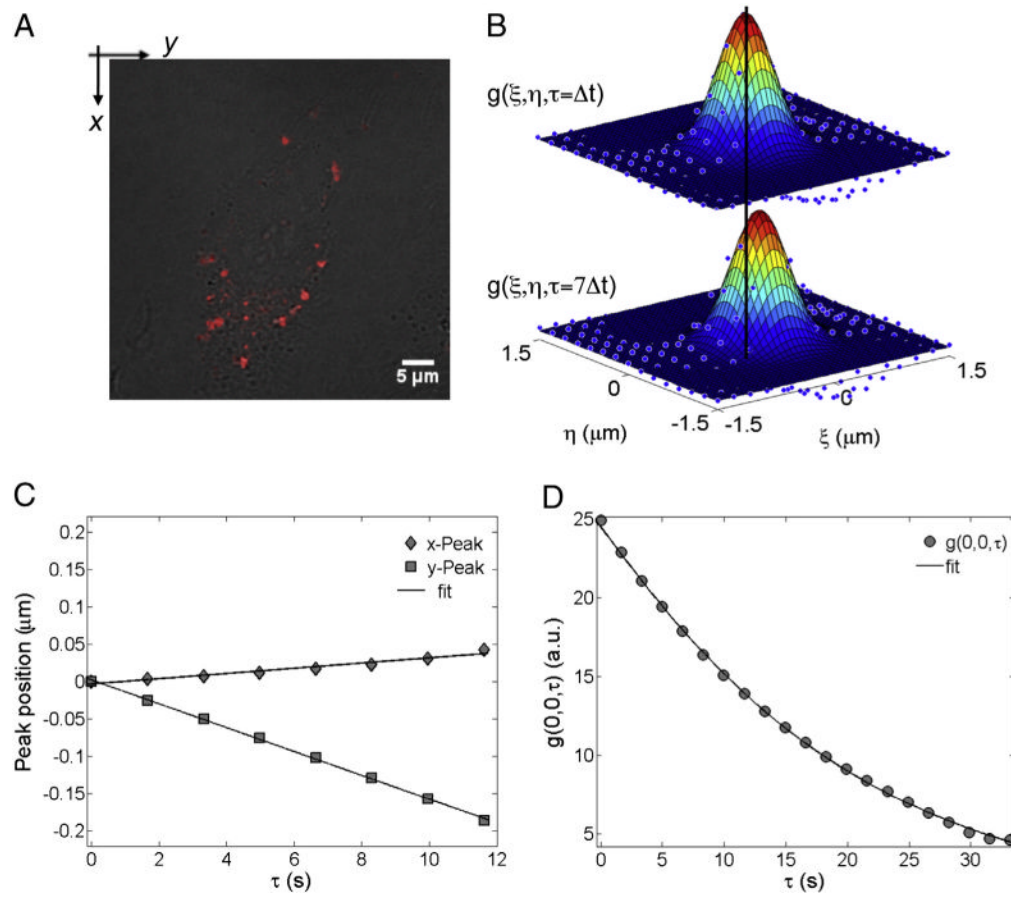 A
y
x
5 μm
B
g(ξ,η,τ=Δt)
g(ξ,η,τ=7Δt)
1.5
0
-1.5
η (μm)
-1.5
0
1.5
ξ (μm)
C
0.2
0.15
0.1
0.05
0
-0.05
-0.1
-0.15
-0.2
Peak position (μm)
x-Peak
y-Peak
fit
0 2 4 6 8 10 12
τ (s)
D
25
20
15
10
5
g(0,0,τ) (a.u.)
g(0,0,τ)
fit
0 5 10 15 20 25 30
τ (s)